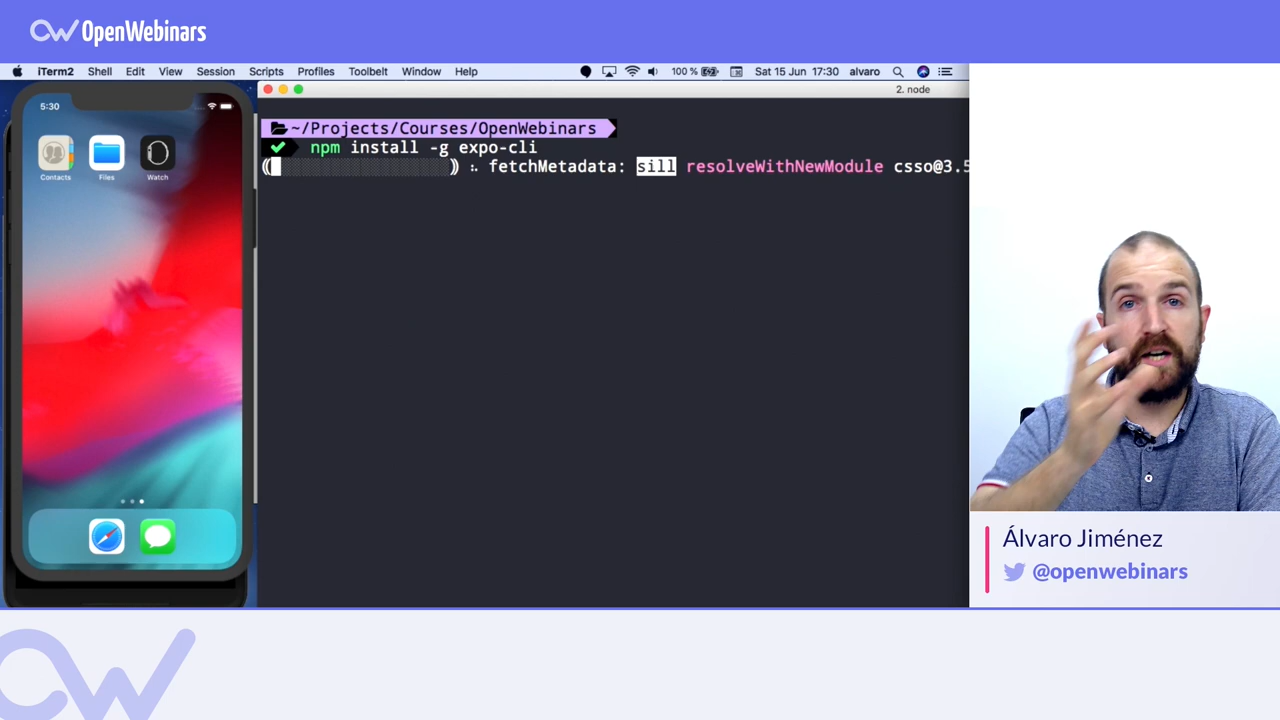 OpenWebinars
iTerm2 Shell Edit View Session Scripts Profiles Toolbelt Window Help 100 % Sat 15 Jun 17:30 alvaro
2. node
5:30
Contacts Files Watch
~/Projects/Courses/OpenWebinars
npm install -g expo-cli
(( )) fetchMetadata: sill resolveWithNewModule csso@3.5
Álvaro Jiménez
@openwebinars